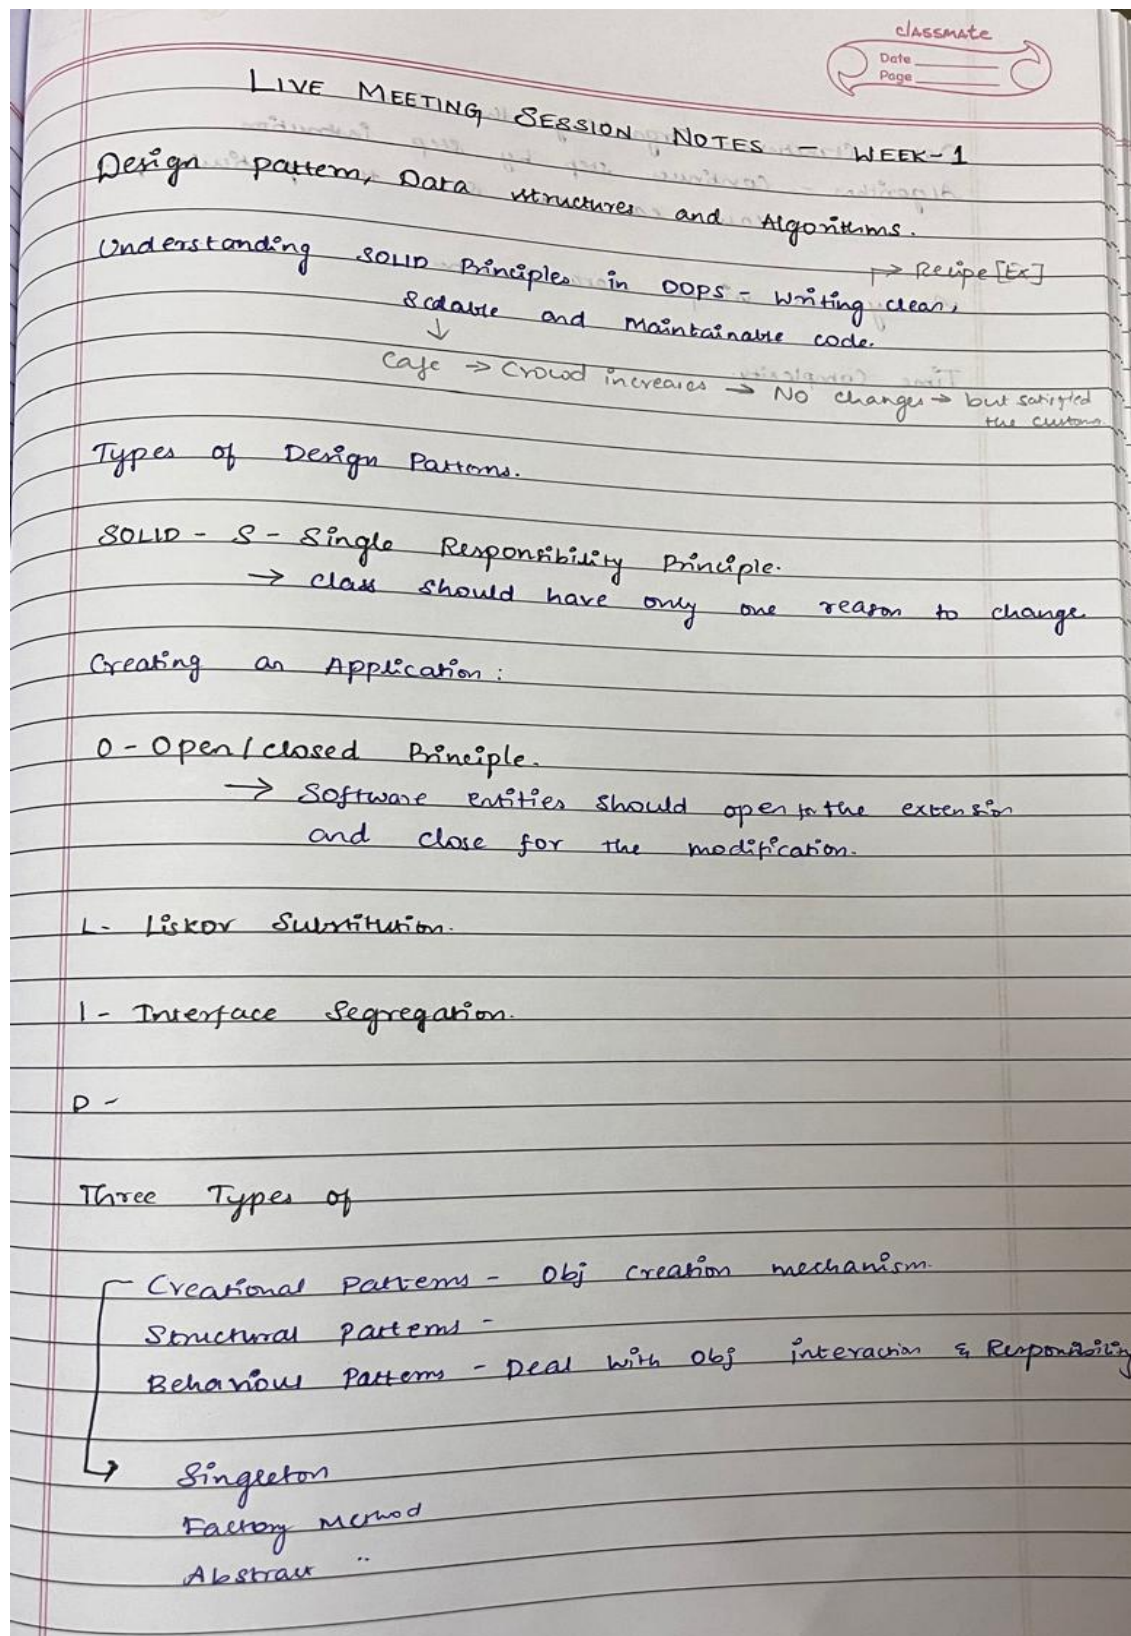 classmate
Date
Page
LIVE MEETING SESSION NOTES - WEEK-1
Design pattern, Data structures and Algorithms.
Understanding SOLID Principles in OOPS - Writing clean,
→ Recipe [Ex]
Scalable and Maintainable code.
↓
Cafe → Crowd increases → No changes → but satisfied
the custom
Types of Design Patterns.
SOLID - S - Single Responsibility Principle.
→ class should have only one reason to change
Creating an Application:
O - Open/closed Principle.
→ Software entities should open for the extension
and close for the modification.
L- Liskov Substitution.
I - Interface Segregation.
D -
Three Types of
Creational Patterns - Obj creation mechanism.
Structural Patterns -
Behaviour Patterns - Deal with obj interaction & Responsibility
→ Singleton
Factory Method
Abstract "